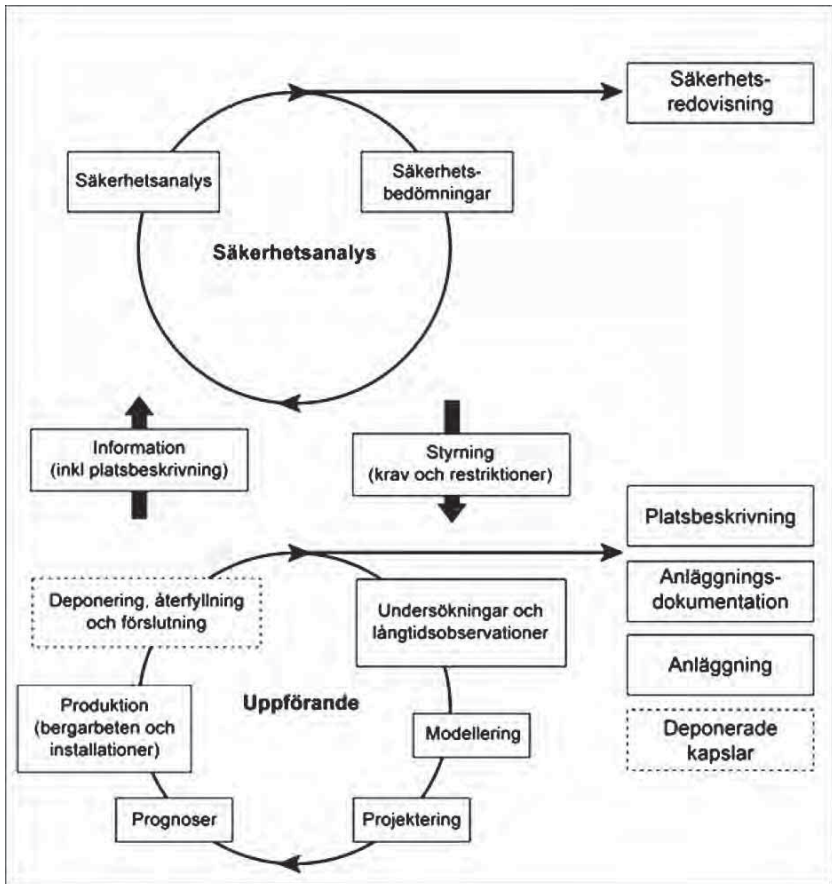 Säkerhets-
redovisning
Säkerhetsanalys
Säkerhets-
bedömningar
Säkerhetsanalys
Information
(inkl platsbeskrivning)
Styrning
(krav och restriktioner)
Platsbeskrivning
Deponering, återfyllning
och förslutning
Undersökningar och
långtidsobservationer
Anläggnings-
dokumentation
Anläggning
Produktion
(bergarbeten och
installationer)
Uppförande
Modellering
Deponerade
kapslar
Prognoser
Projektering